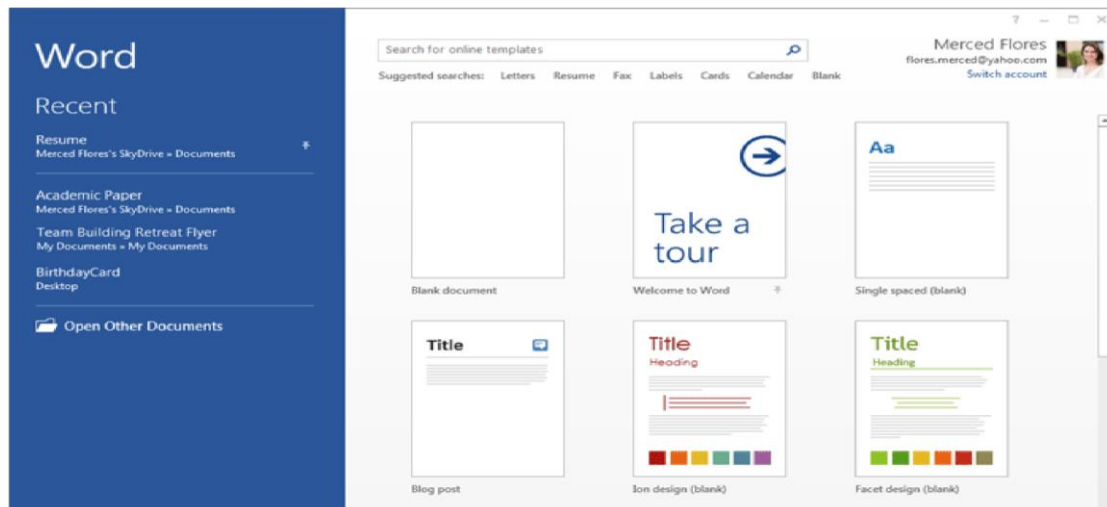 Word
Recent
Resume
Merced Flores's SkyDrive » Documents
Academic Paper
Merced Flores's SkyDrive » Documents
Team Building Retreat Flyer
My Documents » My Documents
BirthdayCard
Desktop
Open Other Documents
?
Search for online templates
Merced Flores
flores.merced@yahoo.com
Switch account
Suggested searches: Letters Resume Fax Labels Cards Calendar Blank
Take a
tour
Aa
Blank document
Welcome to Word
Single spaced (blank)
Title
Title
Heading
Title
Heading
Blog post
Ion design (blank)
Facet design (blank)